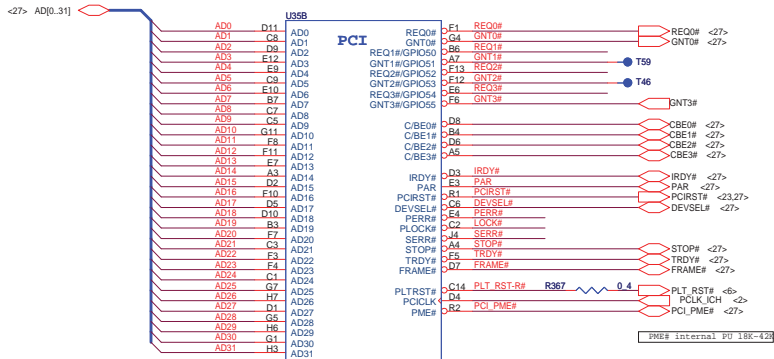 <27> AD[0..31]
U35B
PCI
AD0 D11 AD0
AD1 C8 AD1
AD2 D9 AD2
AD3 E12 AD3
AD4 E9 AD4
AD5 C9 AD5
AD6 E10 AD6
AD7 B7 AD7
AD8 C7 AD8
AD9 C5 AD9
AD10 G11 AD10
AD11 F8 AD11
AD12 F11 AD12
AD13 E7 AD13
AD14 A3 AD14
AD15 D2 AD15
AD16 F10 AD16
AD17 D5 AD17
AD18 D10 AD18
AD19 B3 AD19
AD20 F7 AD20
AD21 C3 AD21
AD22 F3 AD22
AD23 F4 AD23
AD24 C1 AD24
AD25 G7 AD25
AD26 H7 AD26
AD27 D1 AD27
AD28 G5 AD28
AD29 H6 AD29
AD30 G1 AD30
AD31 H3 AD31
REQ0# F1 REQ0# REQ0# <27>
GNT0# G4 GNT0# GNT0# <27>
REQ1#/GPIO50 B6 REQ1#
GNT1#/GPIO51 A7 GNT1# T59
REQ2#/GPIO52 F13 REQ2#
GNT2#/GPIO53 F12 GNT2# T46
REQ3#/GPIO54 E6 REQ3#
GNT3#/GPIO55 F6 GNT3# GNT3#
C/BE0# D8 CBE0# <27>
C/BE1# B4 CBE1# <27>
C/BE2# D6 CBE2# <27>
C/BE3# A5 CBE3# <27>
IRDY# D3 IRDY# IRDY# <27>
PAR E3 PAR PAR <27>
PCIRST# R1 PCIRST# PCIRST# <23,27>
DEVSEL# C6 DEVSEL# DEVSEL# <27>
PERR# E4 PERR#
PLOCK# C2 LOCK#
SERR# J4 SERR#
STOP# A4 STOP# STOP# <27>
TRDY# F5 TRDY# TRDY# <27>
FRAME# D7 FRAME# FRAME# <27>
PLTRST# C14 PLT_RST-R# R367 0_4 PLT_RST# <6>
PCICLK D4 PCLK_ICH <2>
PME# R2 PCI_PME# PCI_PME# <27>
PME# internal PU 18K-42K